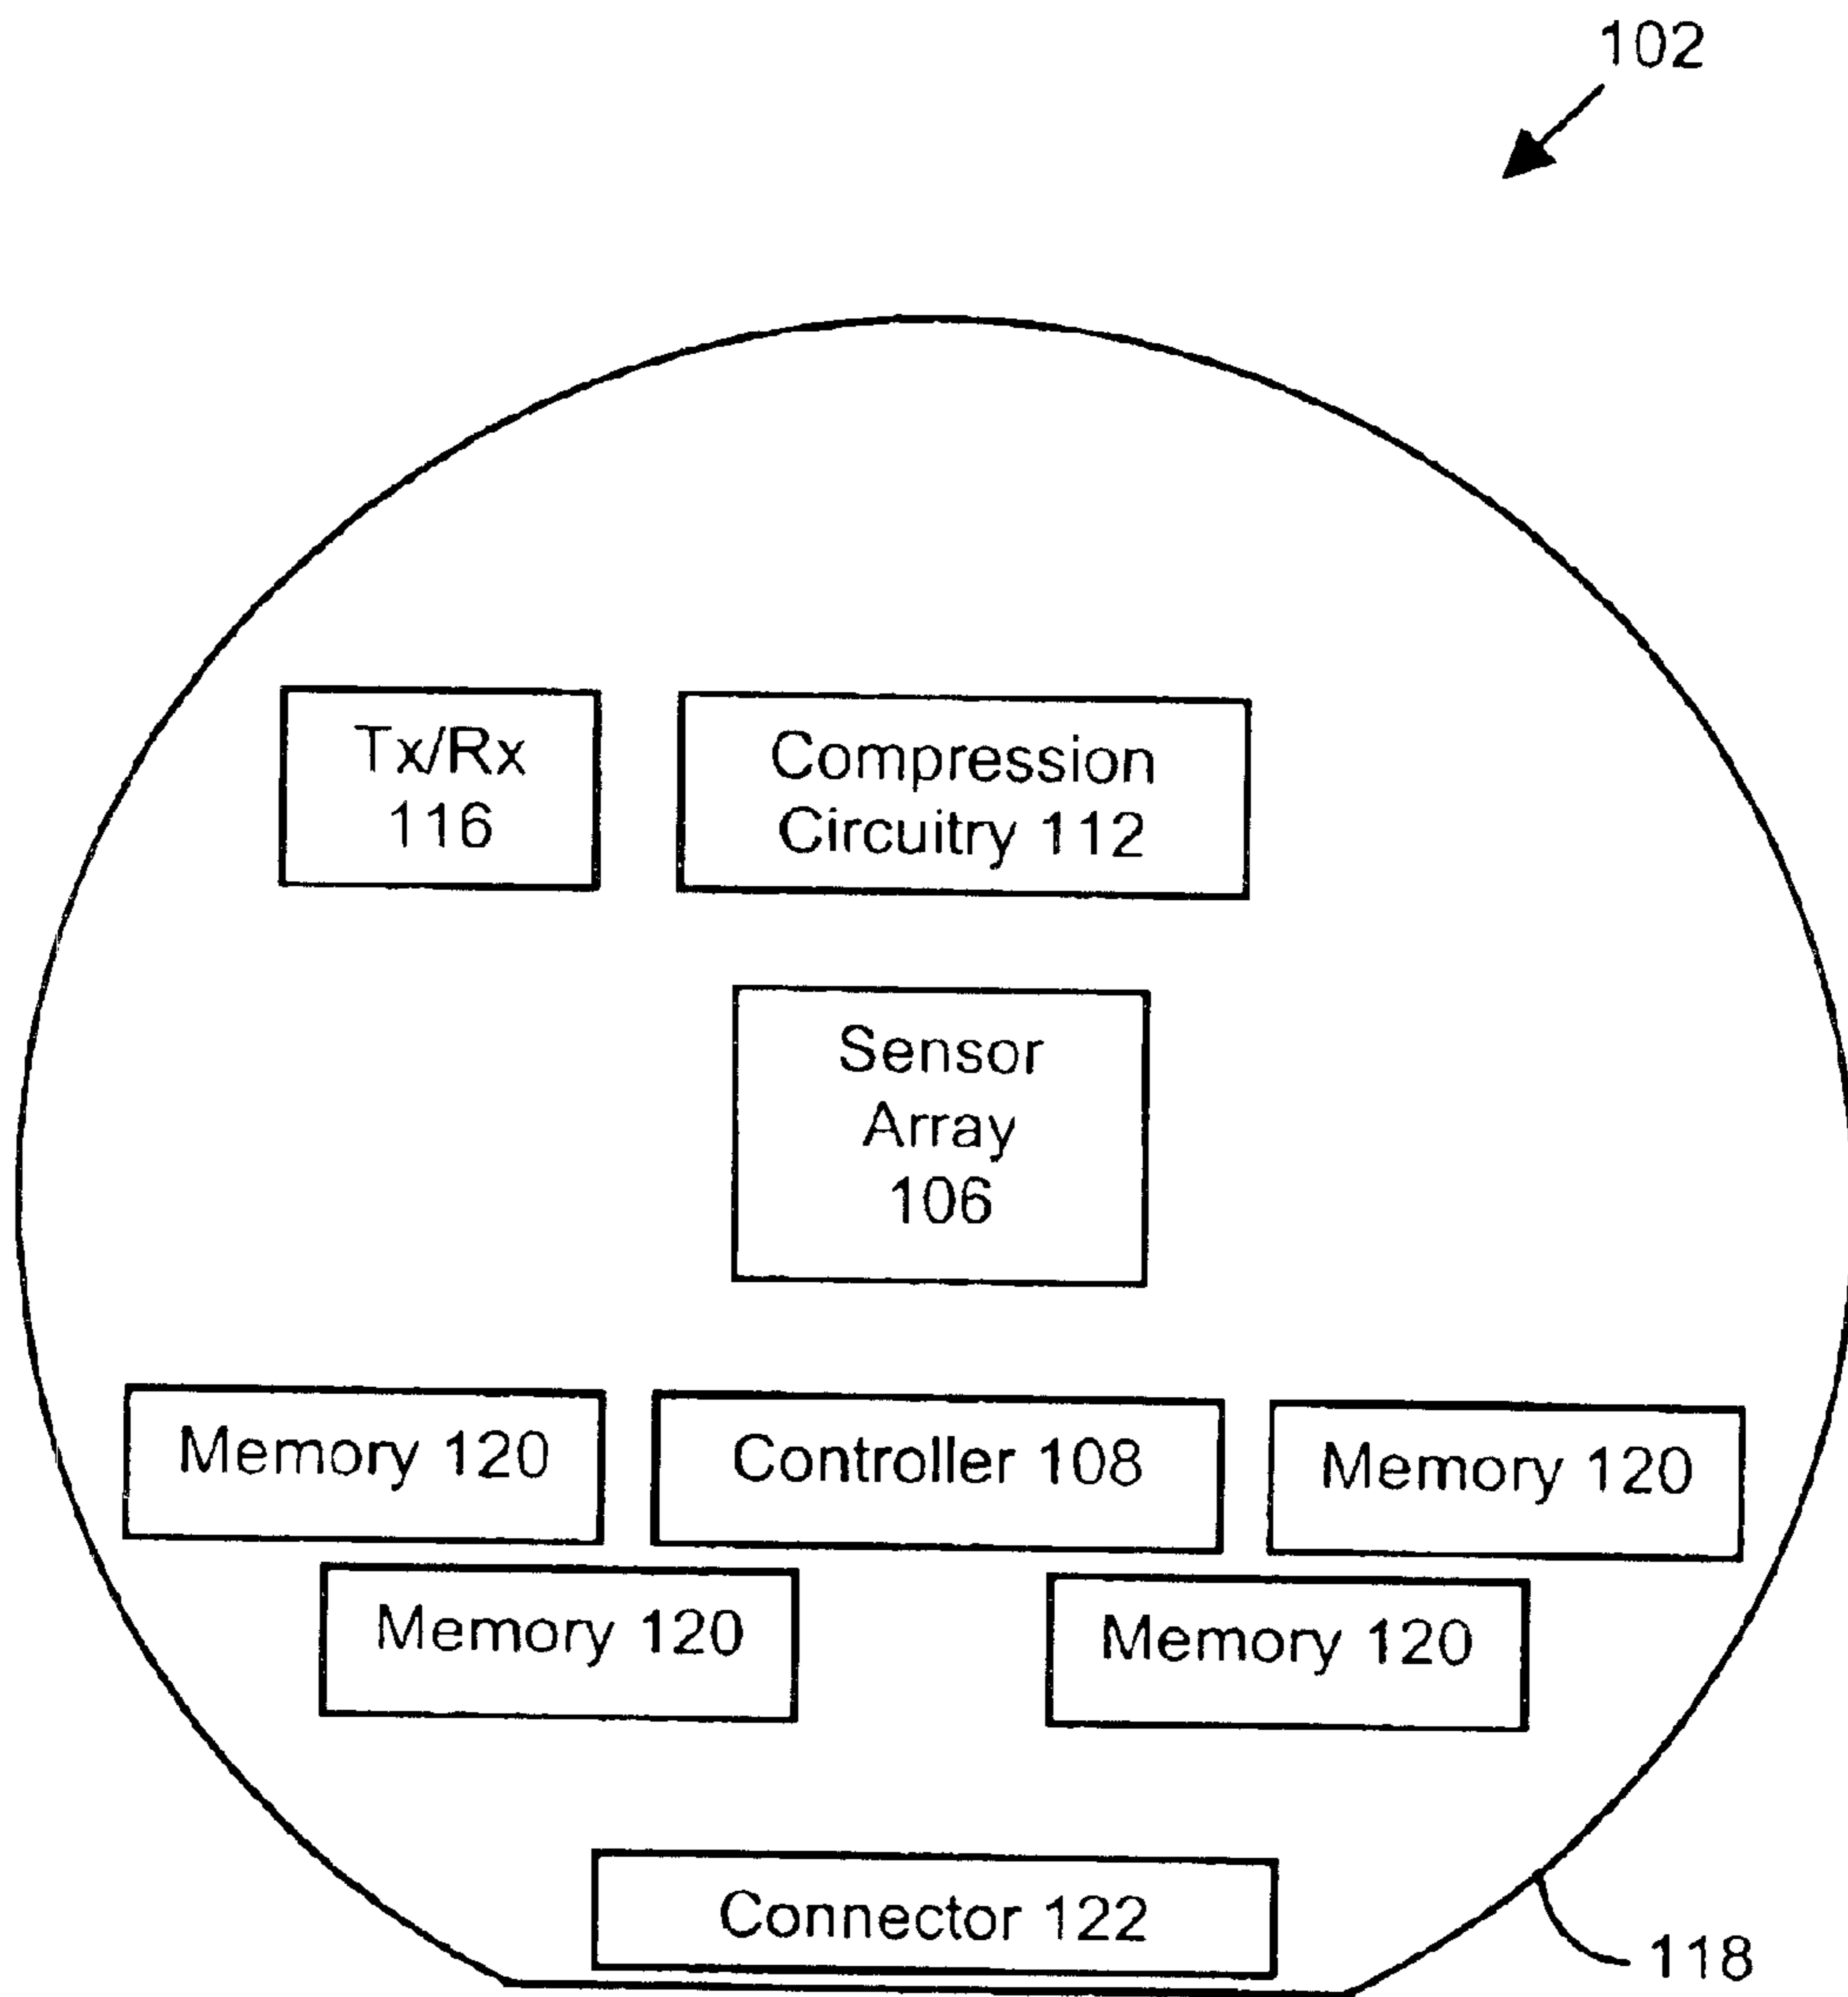 102
Tx/Rx
116
Compression
Circuitry 112
Sensor
Array
106
Memory 120
Controller 108
Memory 120
Memory 120
Memory 120
Connector 122
118